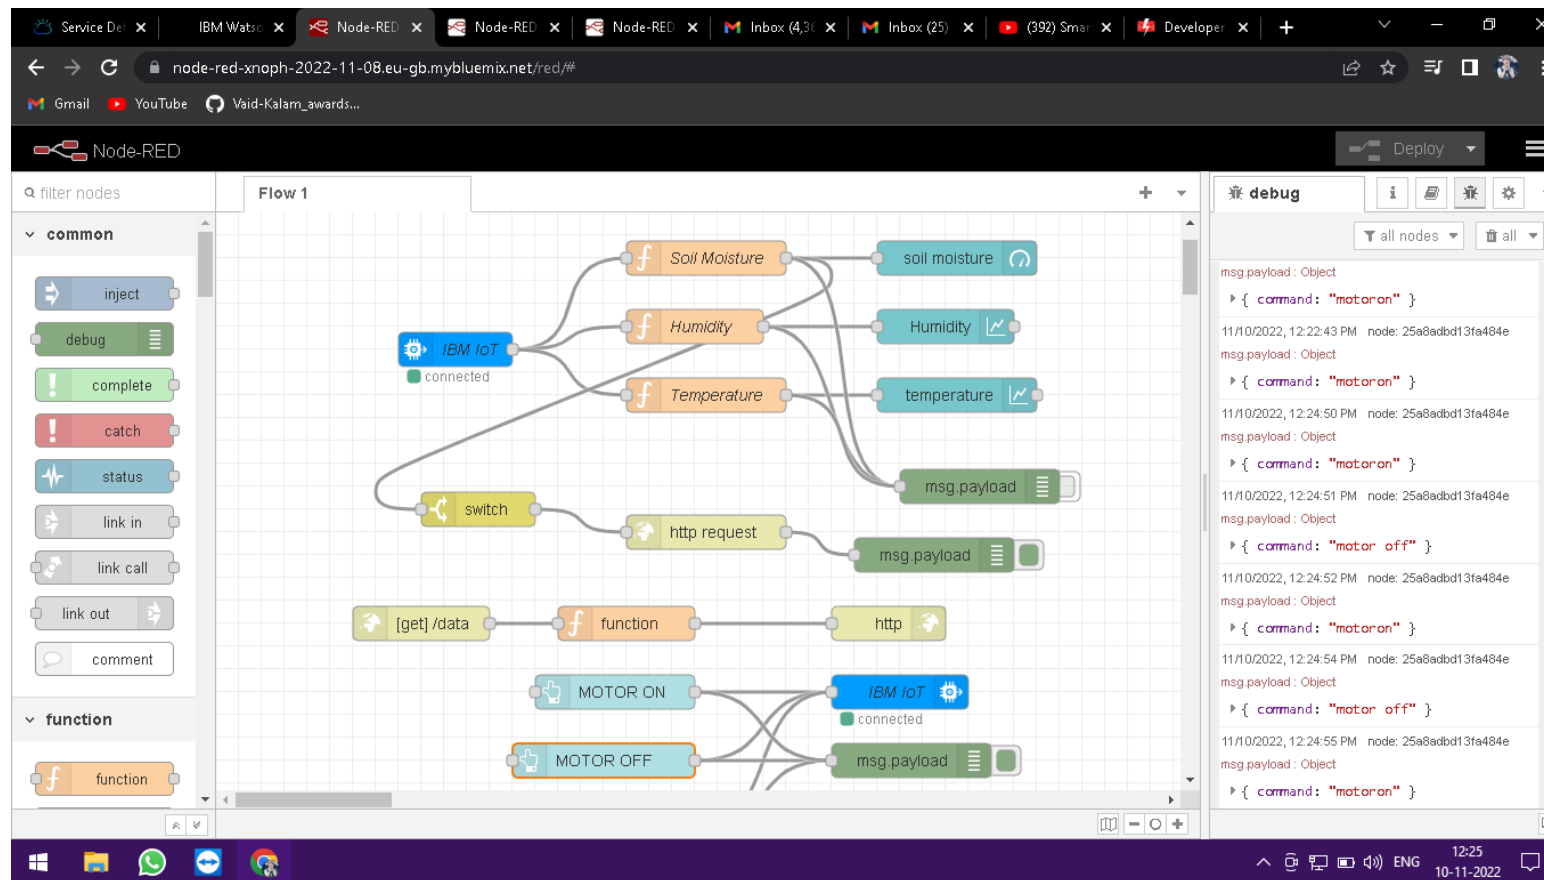 Service Det
IBM Watso
Node-RED
Node-RED
Node-RED
Inbox (4,36
Inbox (25)
(392) Smar
Developer
node-red-xnoph-2022-11-08.eu-gb.mybluemix.net/red/#
Gmail
YouTube
Vaid-Kalam_awards...
Node-RED
Deploy
filter nodes
Flow 1
debug
i
common
all nodes
all
inject
debug
complete
catch
status
link in
link call
link out
comment
function
function
Soil Moisture
soil moisture
Humidity
Humidity
IBM IoT
connected
Temperature
temperature
msg.payload
switch
http request
msg.payload
[get] /data
function
http
MOTOR ON
IBM IoT
connected
MOTOR OFF
msg.payload
msg.payload : Object
{ command: "motoron" }
11/10/2022, 12:22:43 PM node: 25a8adbd13fa484e
msg.payload : Object
{ command: "motoron" }
11/10/2022, 12:24:50 PM node: 25a8adbd13fa484e
msg.payload : Object
{ command: "motoron" }
11/10/2022, 12:24:51 PM node: 25a8adbd13fa484e
msg.payload : Object
{ command: "motor off" }
11/10/2022, 12:24:52 PM node: 25a8adbd13fa484e
msg.payload : Object
{ command: "motoron" }
11/10/2022, 12:24:54 PM node: 25a8adbd13fa484e
msg.payload : Object
{ command: "motor off" }
11/10/2022, 12:24:55 PM node: 25a8adbd13fa484e
msg.payload : Object
{ command: "motoron" }
ENG
12:25
10-11-2022